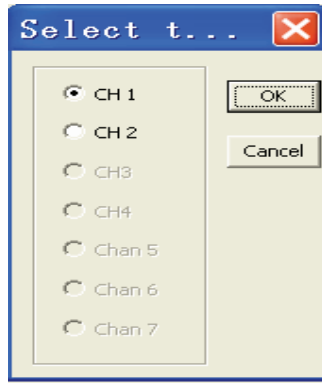 Select t...
CH 1
CH 2
CH3
CH4
Chan 5
Chan 6
Chan 7
OK
Cancel